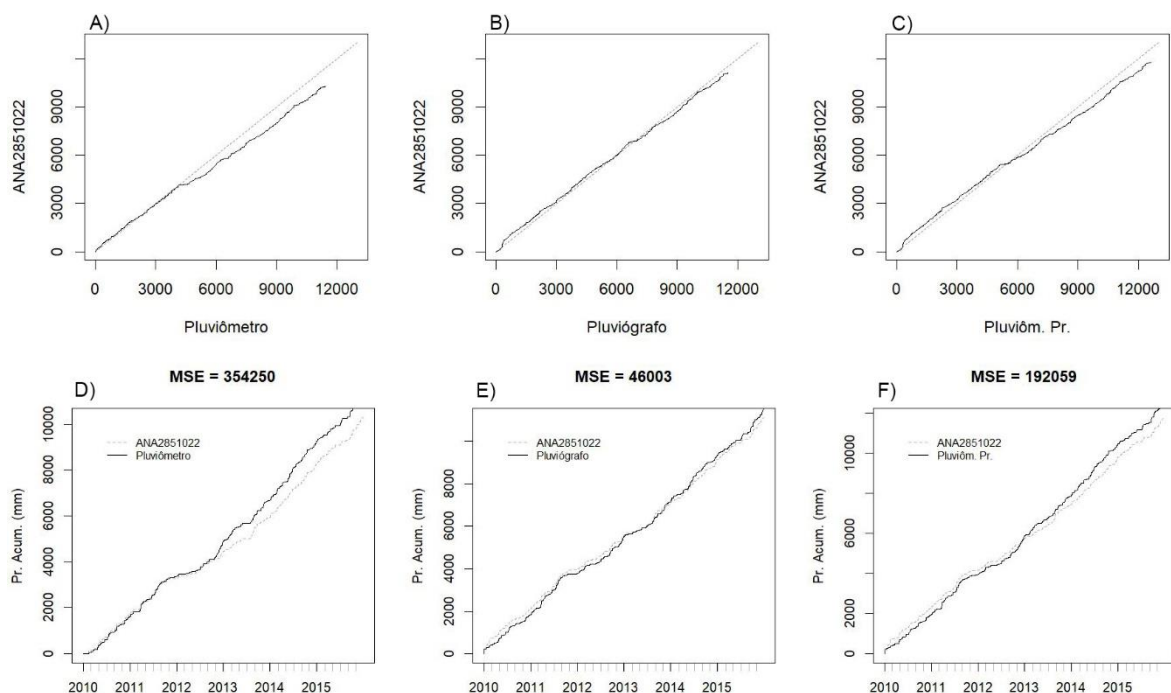 A)
B)
C)
ANA2851022
0 3000 6000 9000
0 3000 6000 9000 12000
Pluviômetro
ANA2851022
0 3000 6000 9000
0 3000 6000 9000 12000
Pluviógrafo
ANA2851022
0 3000 6000 9000
0 3000 6000 9000 12000
Pluviôm. Pr.
MSE = 354250
D)
ANA2851022
Pluviômetro
Pr. Acum. (mm)
0 2000 4000 6000 8000 10000
2010 2011 2012 2013 2014 2015
MSE = 46003
E)
ANA2851022
Pluviógrafo
Pr. Acum. (mm)
0 2000 4000 6000 8000
2010 2011 2012 2013 2014 2015
MSE = 192059
F)
ANA2851022
Pluviôm. Pr.
Pr. Acum. (mm)
0 2000 6000 10000
2010 2011 2012 2013 2014 2015